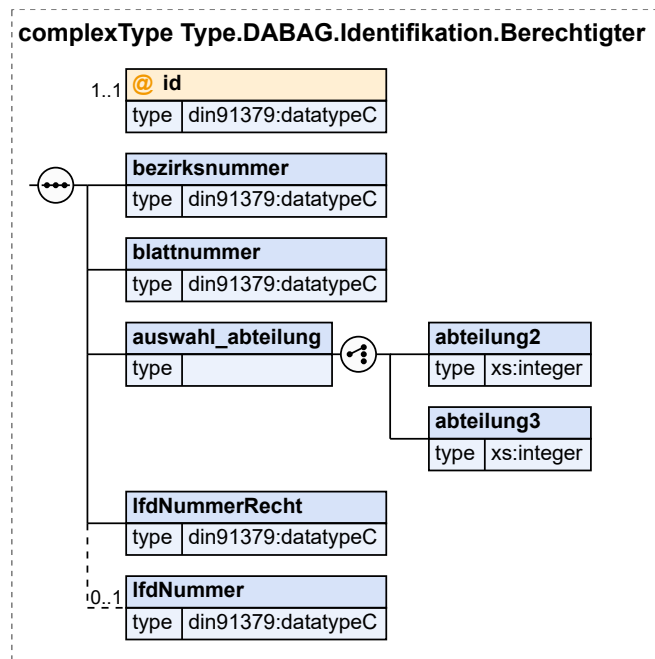 complexType Type.DABAG.Identifikation.Berechtigter
1..1
@ id
type din91379:datatypeC
bezirksnummer
type din91379:datatypeC
blattnummer
type din91379:datatypeC
auswahl_abteilung
type
abteilung2
type xs:integer
abteilung3
type xs:integer
lfdNummerRecht
type din91379:datatypeC
0..1
lfdNummer
type din91379:datatypeC